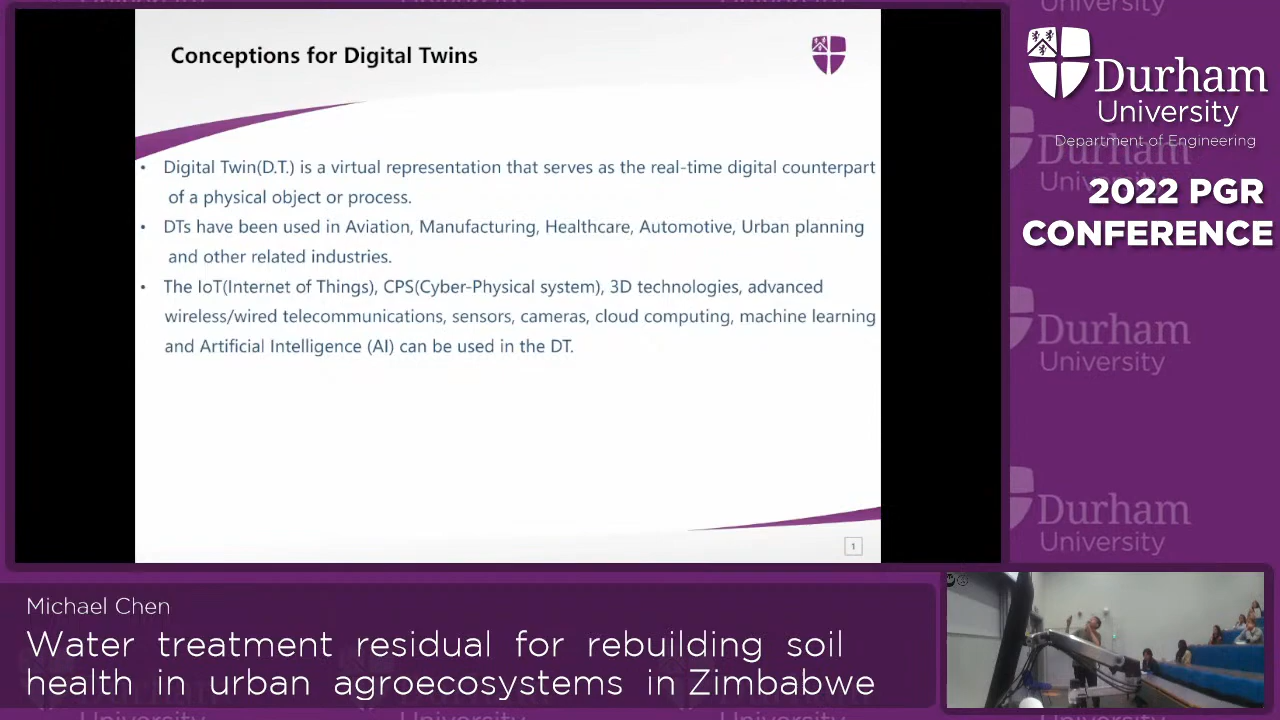 Conceptions for Digital Twins
• Digital Twin(D.T.) is a virtual representation that serves as the real-time digital counterpart
of a physical object or process.
• DTs have been used in Aviation, Manufacturing, Healthcare, Automotive, Urban planning
and other related industries.
• The IoT(Internet of Things), CPS(Cyber-Physical system), 3D technologies, advanced
wireless/wired telecommunications, sensors, cameras, cloud computing, machine learning
and Artificial Intelligence (AI) can be used in the DT.
1
Durham
University
Department of Engineering
2022 PGR
CONFERENCE
Durham
University
Durham
University
Michael Chen
Water treatment residual for rebuilding soil
health in urban agroecosystems in Zimbabwe